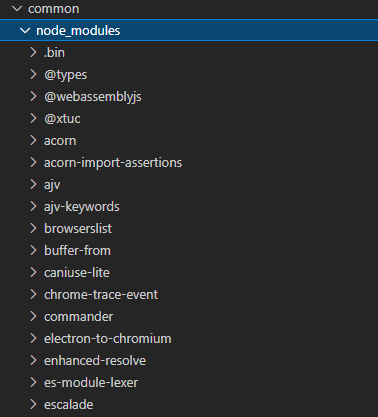 common
node_modules
.bin
@types
@webassemblyjs
@xtuc
acorn
acorn-import-assertions
ajv
ajv-keywords
browserslist
buffer-from
caniuse-lite
chrome-trace-event
commander
electron-to-chromium
enhanced-resolve
es-module-lexer
escalade